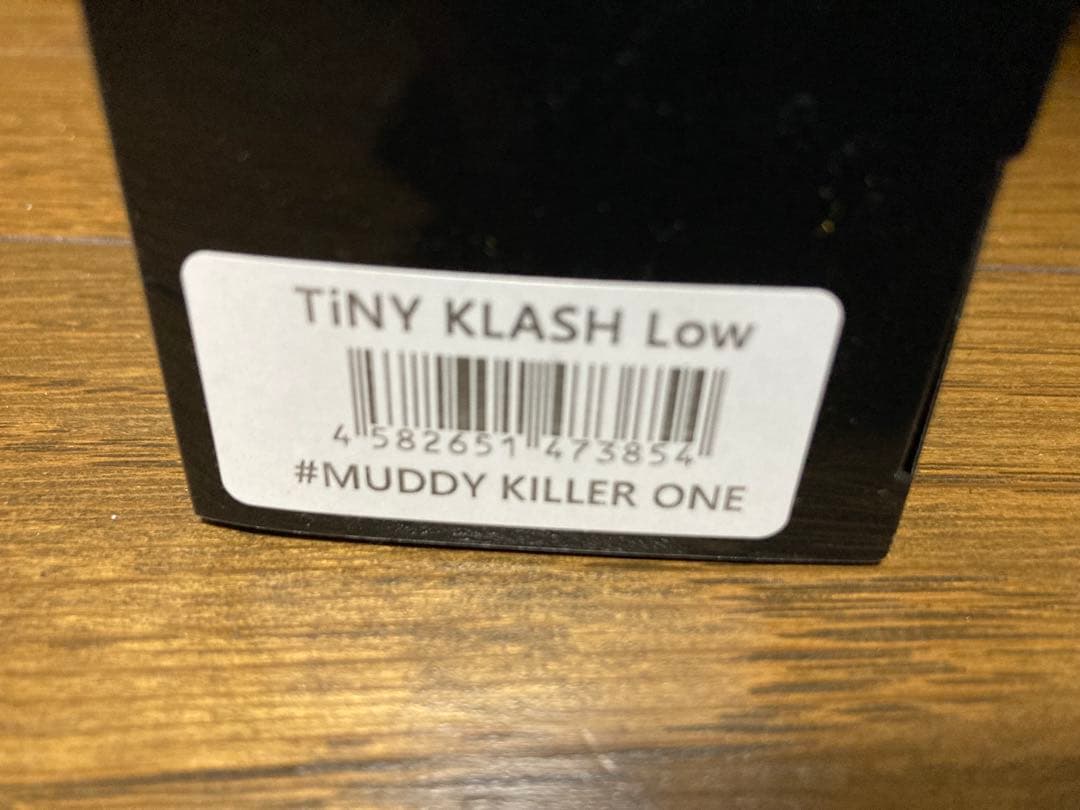 TiNY KLASH Low
4 582651 473854
#MUDDY KILLER ONE